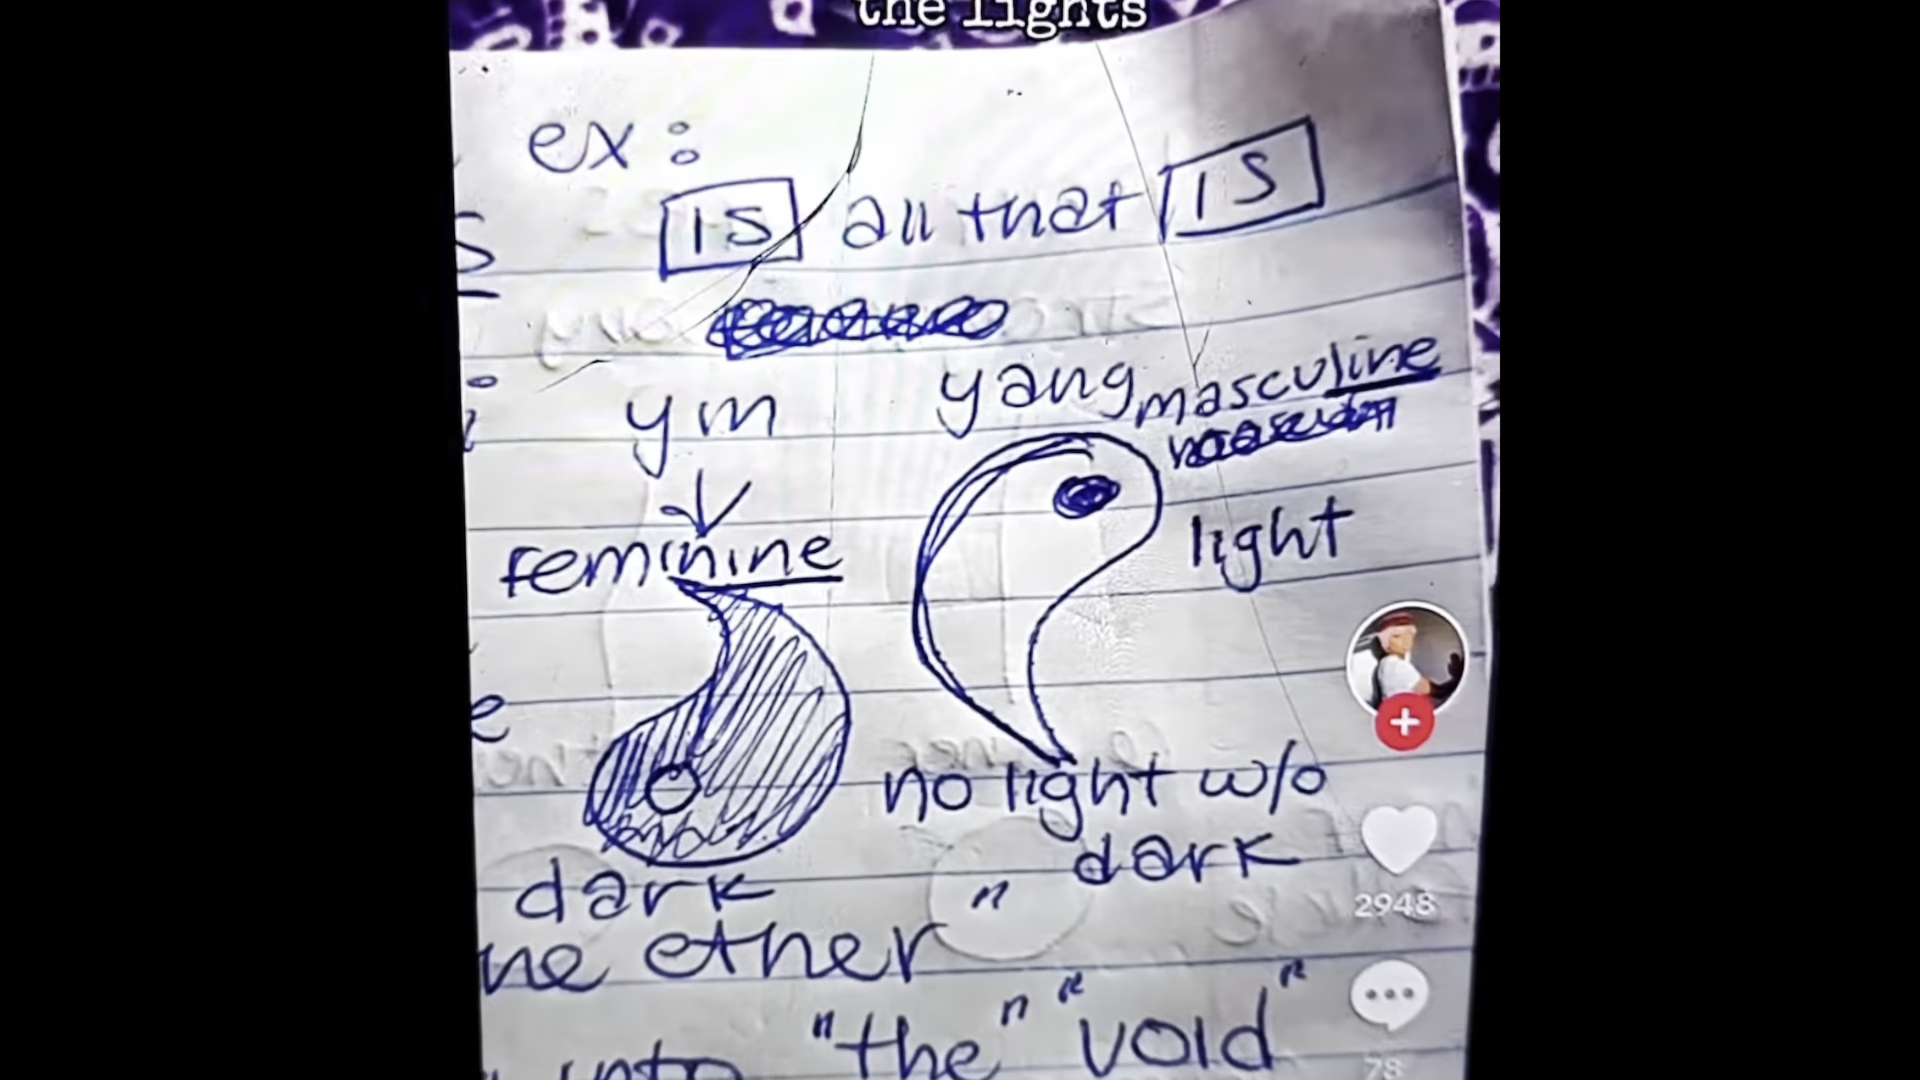 the lights
ex:
IS all that IS
yin yang masculine
feminine
light
no light w/o
dark
dark "
ether
"the" "void"
2948
78